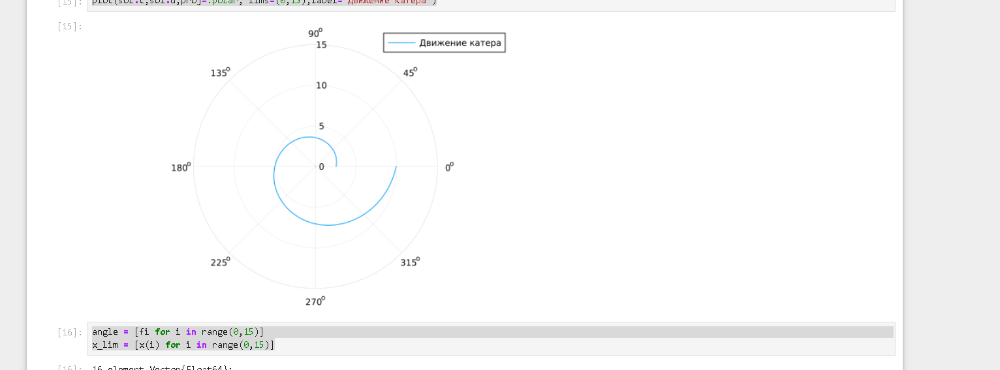 [15]: plot(sol.t,sol.u,proj=:polar, lims=(0,15),label="Движение катера")
[15]:
90°
15
Движение катера
135°
45°
10
5
180°
0
0°
225°
315°
270°
[16]: angle = [fi for i in range(0,15)]
x_lim = [x(i) for i in range(0,15)]
[16]: 16-element Vector{Float64}: